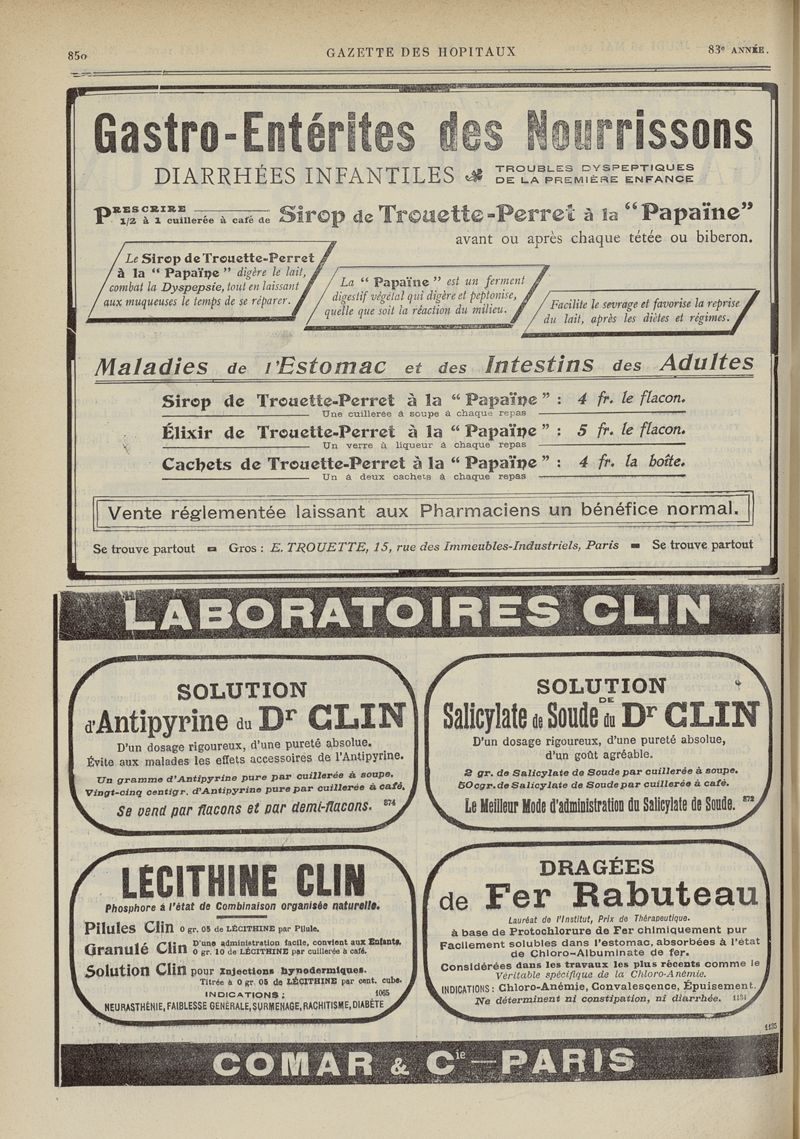 850
GAZETTE DES HOPITAUX
83e ANNÉE.
Gastro-Entérites des Nourrissons
DIARRHÉES INFANTILES
TROUBLES DYSPEPTIQUES
DE LA PREMIÈRE ENFANCE
PRESCRIRE
1/2 à 1 cuillerée à café de Sirop de Trouette-Perret à la “Papaïne”
avant ou après chaque tétée ou biberon.
Le Sirop de Trouette-Perret
à la “Papaïne” digère le lait,
combat la Dyspepsie, tout en laissant
aux muqueuses le temps de se réparer.
La “Papaïne” est un ferment
digestif végétal qui digère et peptonise,
quelle que soit la réaction du milieu.
Facilite le sevrage et favorise la reprise
du lait, après les diètes et régimes.
Maladies de l'Estomac et des Intestins des Adultes
Sirop de Trouette-Perret à la “Papaïne” : 4 fr. le flacon.
Une cuillerée à soupe à chaque repas
Élixir de Trouette-Perret à la “Papaïne” : 5 fr. le flacon.
Un verre à liqueur à chaque repas
Cachets de Trouette-Perret à la “Papaïne” : 4 fr. la boîte.
Un à deux cachets à chaque repas
Vente réglementée laissant aux Pharmaciens un bénéfice normal.
Se trouve partout Gros : E. TROUETTE, 15, rue des Immeubles-Industriels, Paris Se trouve partout
LABORATOIRES CLIN
SOLUTION
d'Antipyrine du Dr CLIN
D'un dosage rigoureux, d'une pureté absolue.
Évite aux malades les effets accessoires de l'Antipyrine.
Un gramme d'Antipyrine pure par cuillerée à soupe.
Vingt-cinq centigr. d'Antipyrine pure par cuillerée à café.
Se vend par flacons et par demi-flacons. 874
SOLUTION
DE
Salicylate de Soude du Dr CLIN
D'un dosage rigoureux, d'une pureté absolue,
d'un goût agréable.
2 gr. de Salicylate de Soude par cuillerée à soupe.
50 cgr. de Salicylate de Soude par cuillerée à café.
Le Meilleur Mode d'administration du Salicylate de Soude. 872
LÉCITHINE CLIN
Phosphore à l'état de Combinaison organisée naturelle.
Pilules Clin 0 gr. 05 de LÉCITHINE par Pilule.
Granulé Clin D'une administration facile, convient aux Enfants.
0 gr. 10 de LÉCITHINE par cuillerée à café.
Solution Clin pour Injections hypodermiques.
Titrée à 0 gr. 05 de LÉCITHINE par cent. cube.
INDICATIONS : 1065
NEURASTHÉNIE, FAIBLESSE GÉNÉRALE, SURMENAGE, RACHITISME, DIABÈTE
DRAGÉES
de Fer Rabuteau
Lauréat de l'Institut, Prix de Thérapeutique.
à base de Protochlorure de Fer chimiquement pur
Facilement solubles dans l'estomac, absorbées à l'état
de Chloro-Albuminate de fer.
Considérées dans les travaux les plus récents comme le
Véritable spécifique de la Chloro-Anémie.
INDICATIONS : Chloro-Anémie, Convalescence, Épuisement.
Ne déterminent ni constipation, ni diarrhée. 1134
1135
COMAR & Cie — PARIS